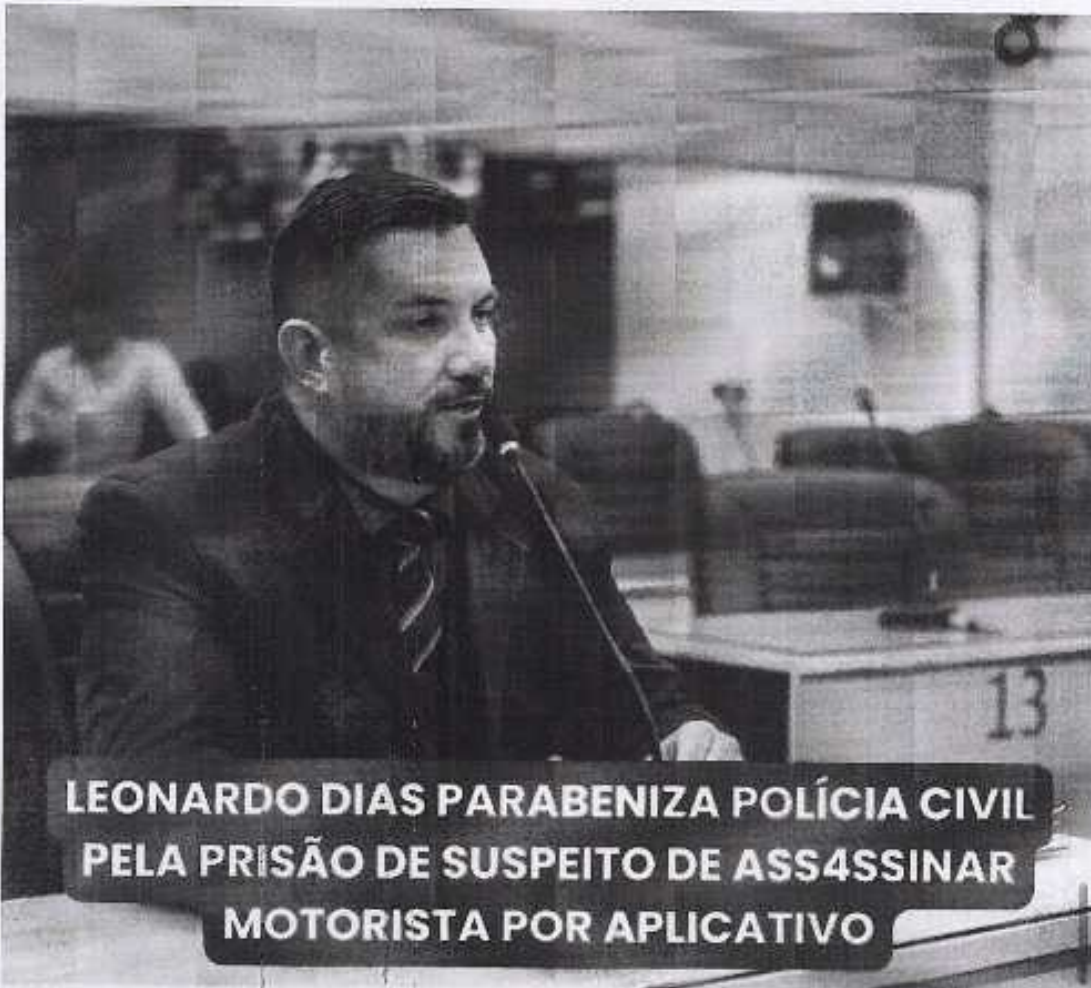 13
LEONARDO DIAS PARABENIZA POLÍCIA CIVIL
PELA PRISÃO DE SUSPEITO DE ASS4SSINAR
MOTORISTA POR APLICATIVO